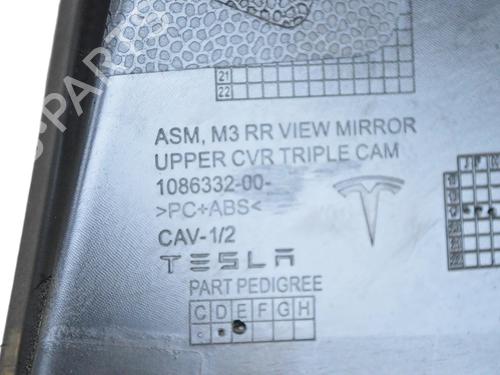 PARTS
21
22
ASM, M3 RR VIEW MIRROR
UPPER CVR TRIPLE CAM
1086332-00-
>PC+ABS<
CAV-1/2
TESLA
PART PEDIGREE
C D E F G H